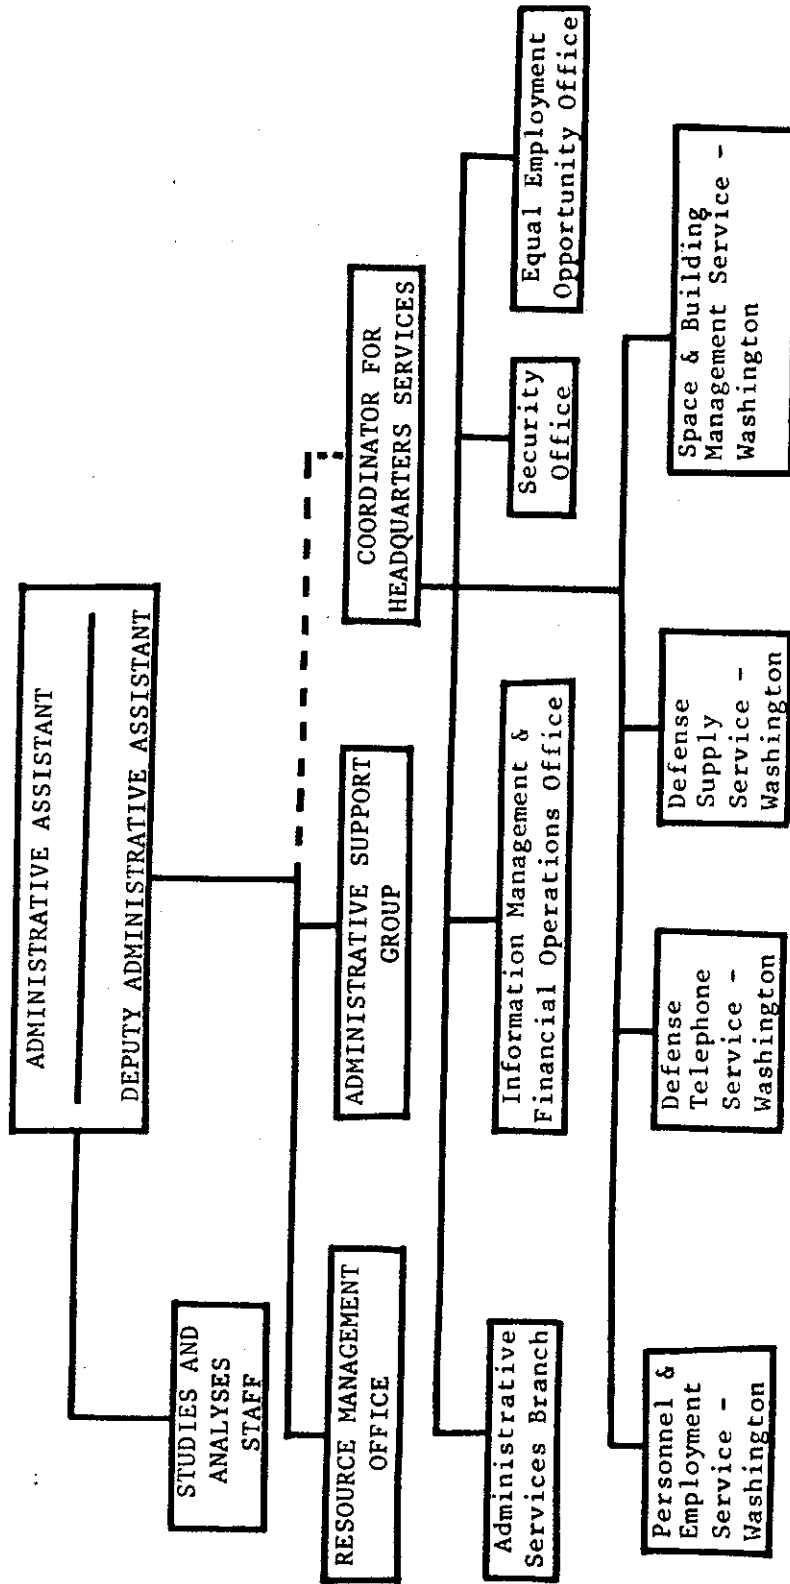 ADMINISTRATIVE ASSISTANT
DEPUTY ADMINISTRATIVE ASSISTANT
STUDIES AND
ANALYSES
STAFF
RESOURCE MANAGEMENT
OFFICE
ADMINISTRATIVE SUPPORT
GROUP
COORDINATOR FOR
HEADQUARTERS SERVICES
Administrative
Services Branch
Information Management &
Financial Operations Office
Security
Office
Equal Employment
Opportunity Office
Personnel &
Employment
Service -
Washington
Defense
Telephone
Service -
Washington
Defense
Supply
Service -
Washington
Space & Building
Management Service -
Washington